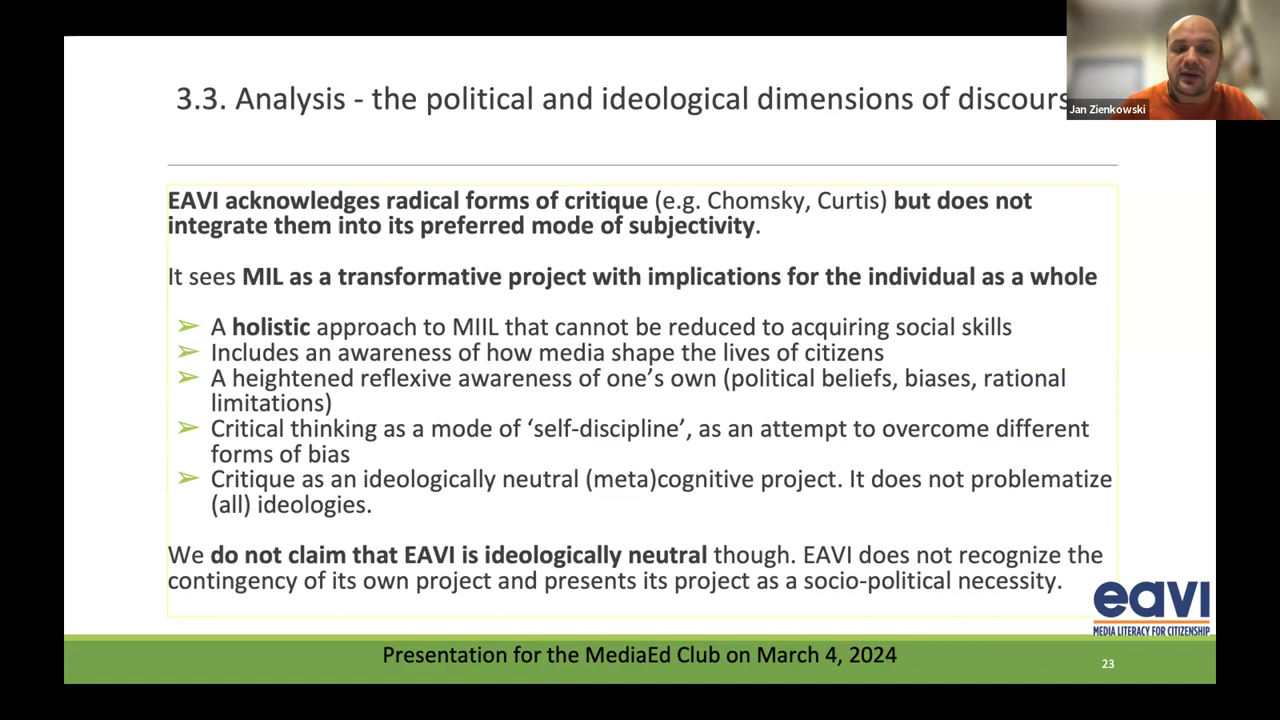 3.3. Analysis - the political and ideological dimensions of discours
Jan Zienkowski
EAVI acknowledges radical forms of critique (e.g. Chomsky, Curtis) but does not
integrate them into its preferred mode of subjectivity.
It sees MIL as a transformative project with implications for the individual as a whole
➢ A holistic approach to MIIL that cannot be reduced to acquiring social skills
➢ Includes an awareness of how media shape the lives of citizens
➢ A heightened reflexive awareness of one's own (political beliefs, biases, rational
limitations)
➢ Critical thinking as a mode of ‘self-discipline’, as an attempt to overcome different
forms of bias
➢ Critique as an ideologically neutral (meta)cognitive project. It does not problematize
(all) ideologies.
We do not claim that EAVI is ideologically neutral though. EAVI does not recognize the
contingency of its own project and presents its project as a socio-political necessity.
eavi
MEDIA LITERACY FOR CITIZENSHIP
Presentation for the MediaEd Club on March 4, 2024
23